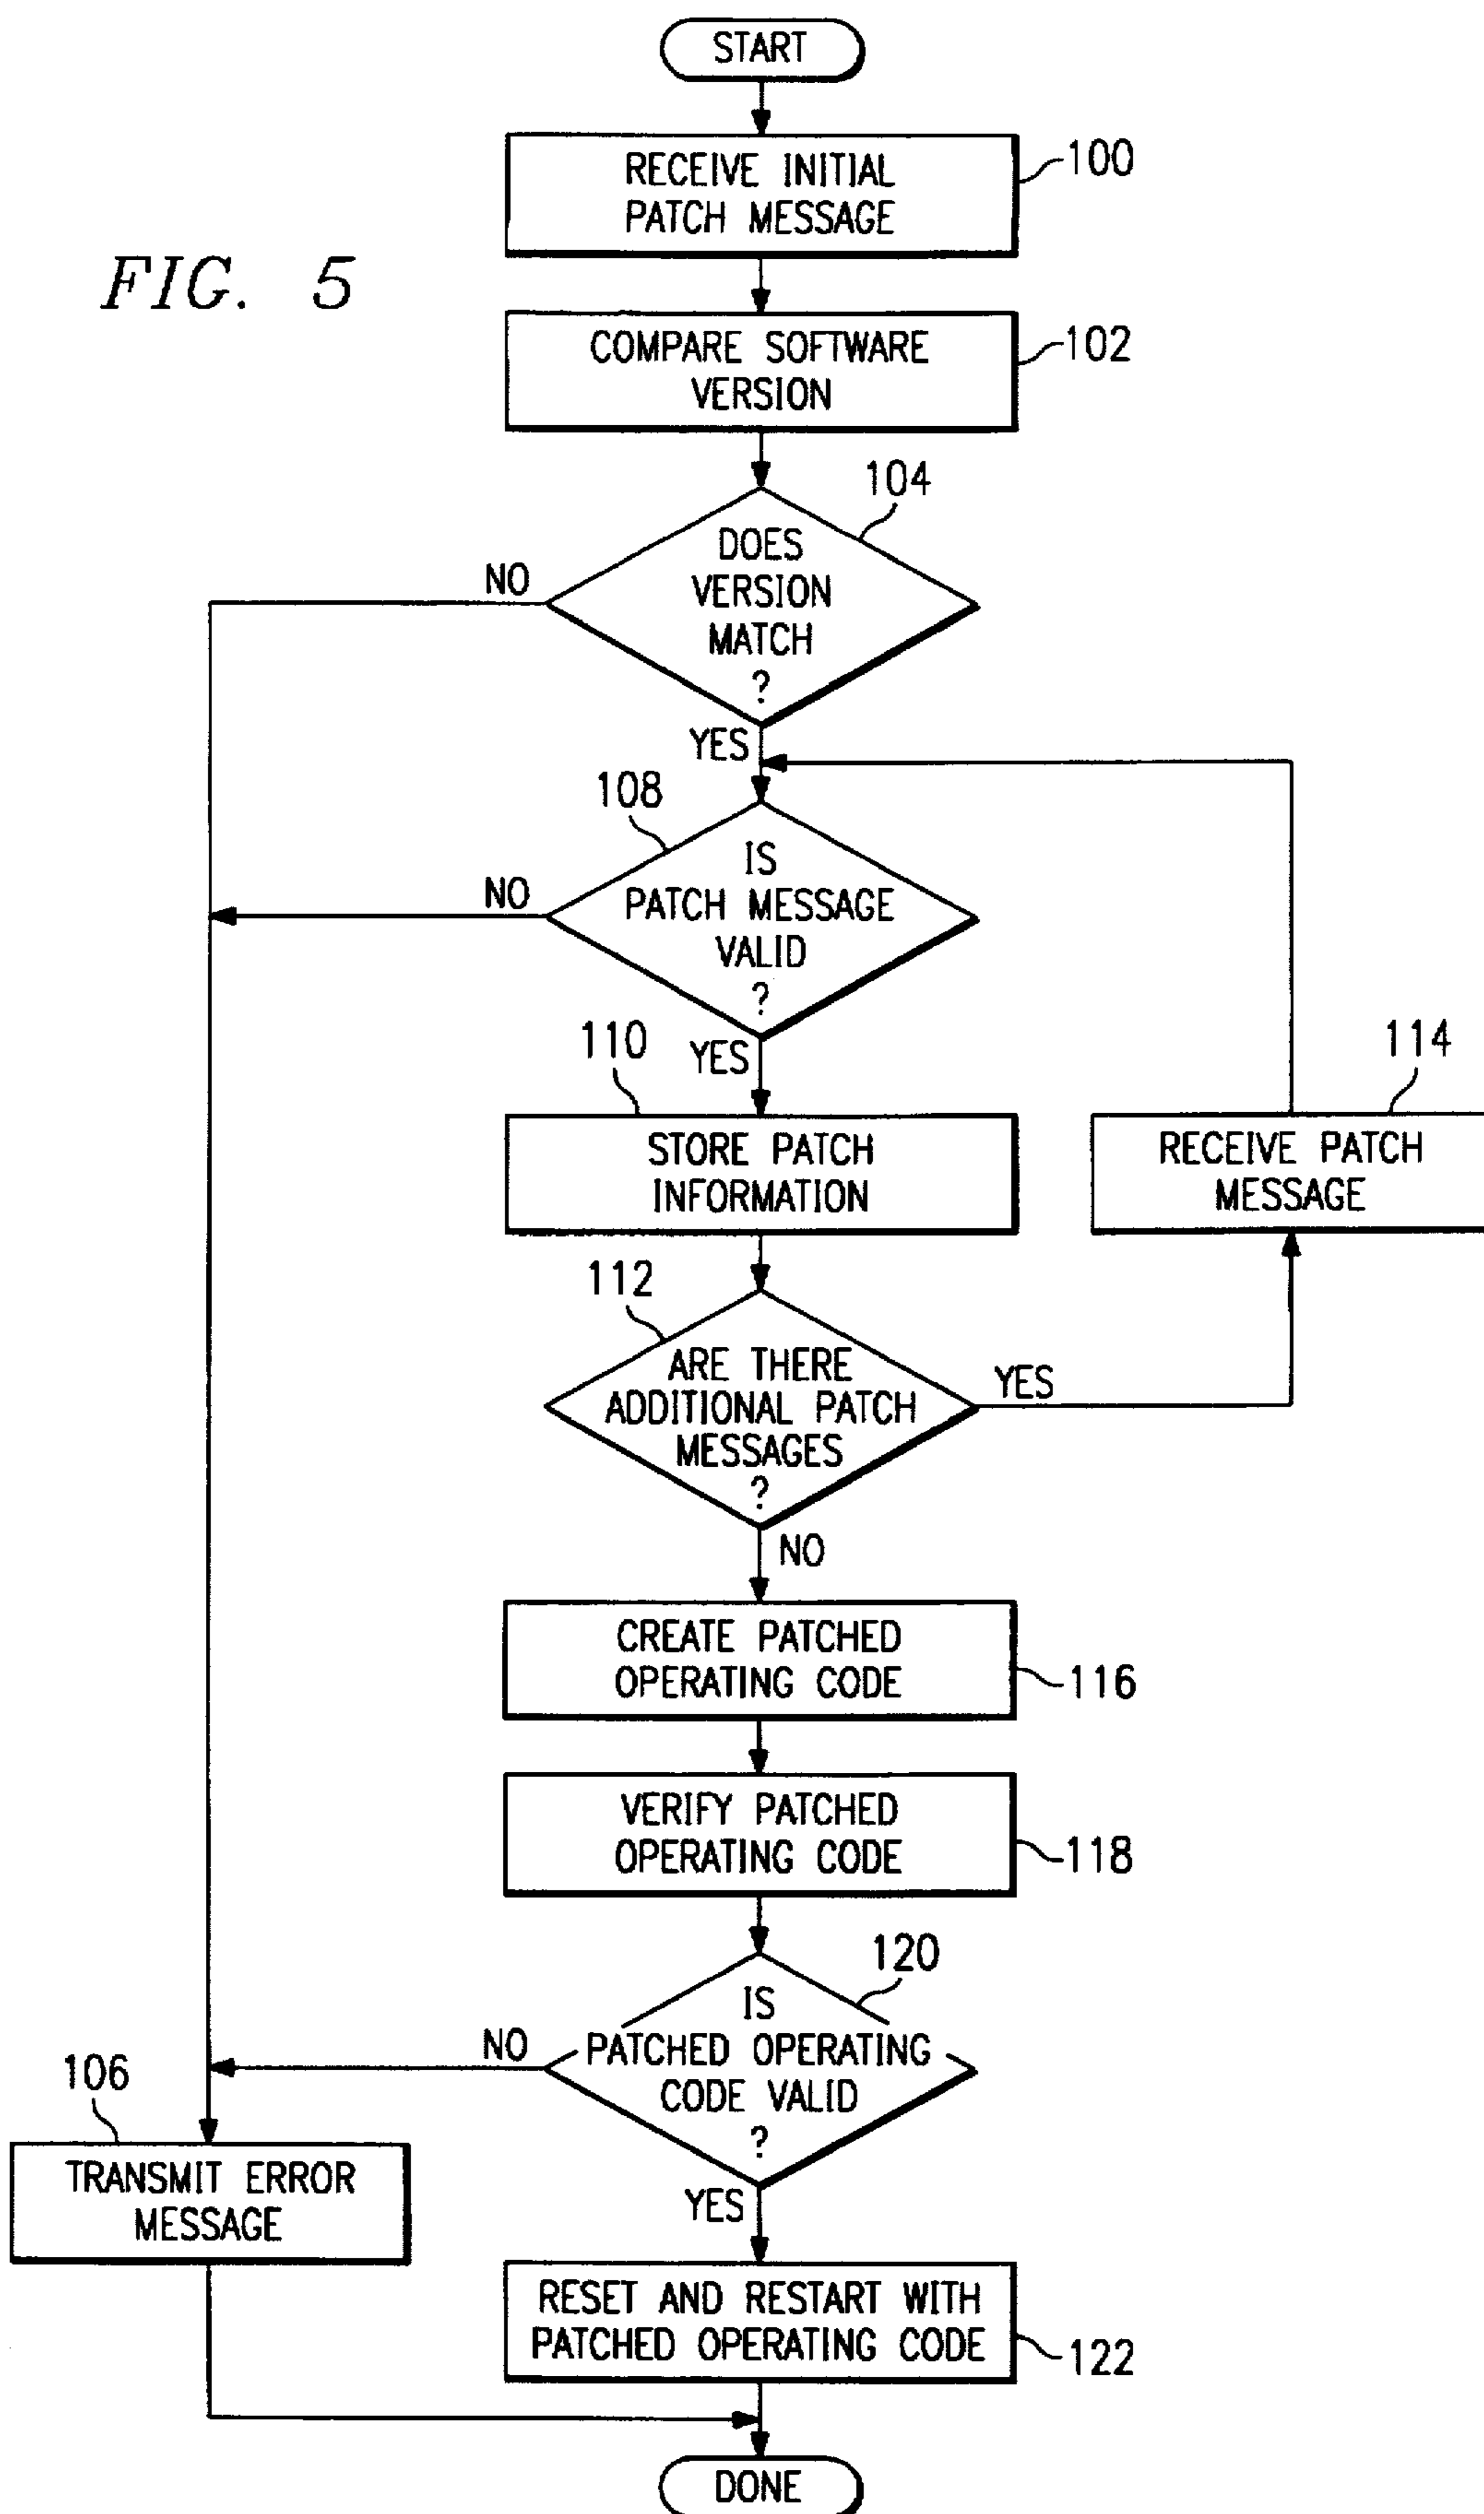 START
RECEIVE INITIAL
PATCH MESSAGE
100
FIG. 5
COMPARE SOFTWARE
VERSION
102
104
DOES
VERSION
MATCH
?
NO
YES
108
IS
PATCH MESSAGE
VALID
?
NO
YES
110
STORE PATCH
INFORMATION
114
RECEIVE PATCH
MESSAGE
112
ARE THERE
ADDITIONAL PATCH
MESSAGES
?
YES
NO
CREATE PATCHED
OPERATING CODE
116
VERIFY PATCHED
OPERATING CODE
118
120
IS
PATCHED OPERATING
CODE VALID
?
NO
YES
106
TRANSMIT ERROR
MESSAGE
RESET AND RESTART WITH
PATCHED OPERATING CODE
122
DONE